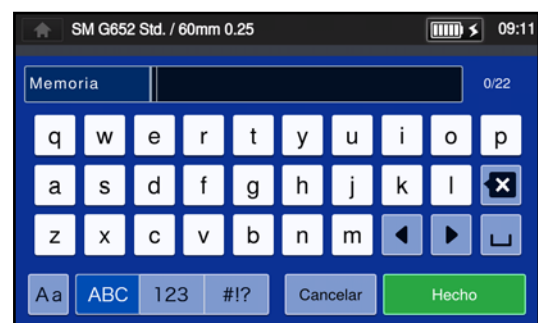 SM G652 Std. / 60mm 0.25 09:11
Memoria 0/22
q w e r t y u i o p
a s d f g h j k l
z x c v b n m
Aa ABC 123 #!? Cancelar Hecho